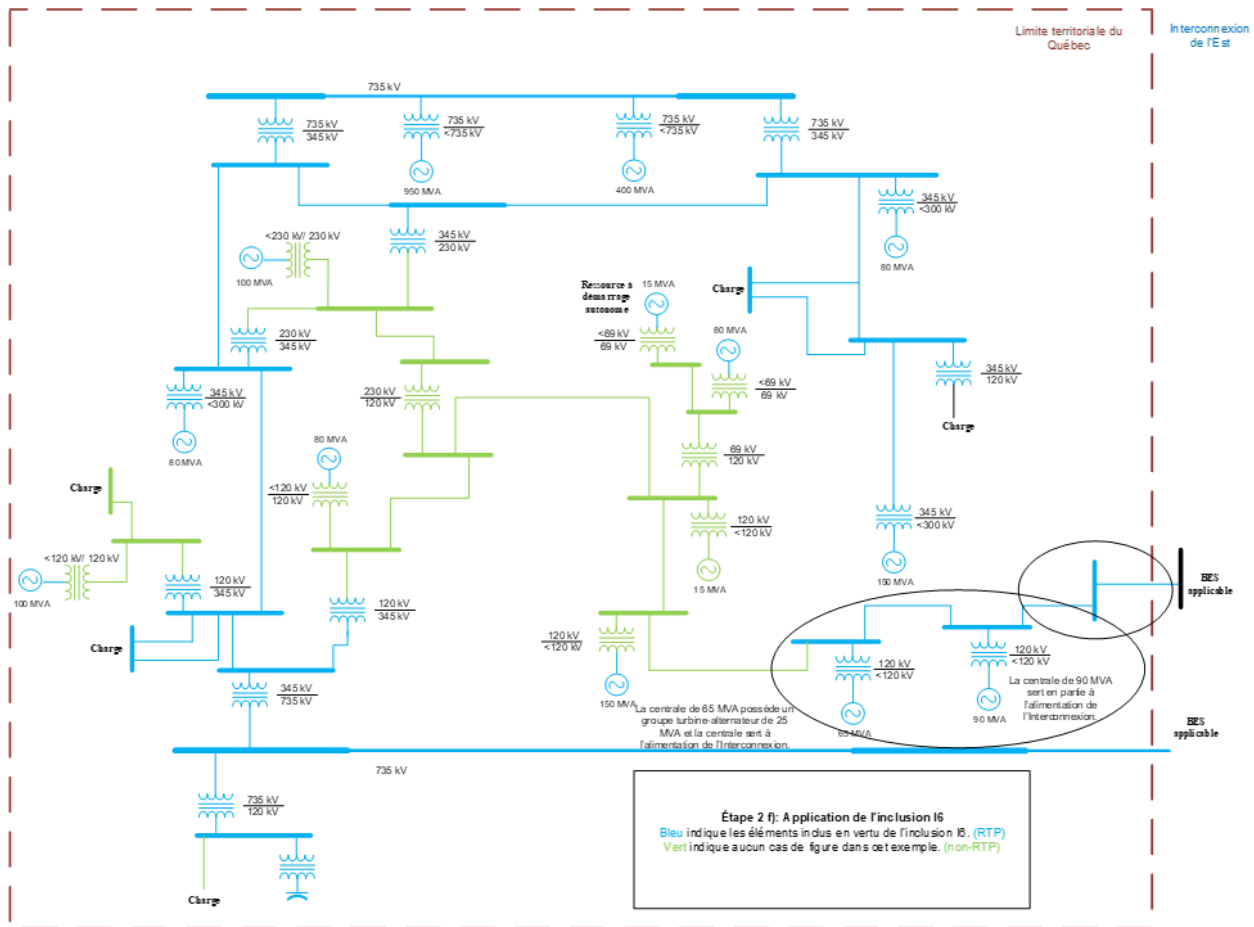 Limite territoriale du
Québec
Interconnexion
de l'Est
735 kV
735 kV
345 kV
735 kV
<735 kV
950 MVA
735 kV
<735 kV
400 MVA
735 kV
345 kV
345 kV
<300 kV
80 MVA
345 kV
230 kV
<230 kV/ 230 kV
100 MVA
230 kV
345 kV
345 kV
<300 kV
80 MVA
230 kV
120 kV
Ressource à
démarrage
autonome
15 MVA
<69 kV
69 kV
80 MVA
<69 kV
69 kV
69 kV
120 kV
Charge
345 kV
120 kV
Charge
80 MVA
<120 kV
120 kV
Charge
<120 kV/ 120 kV
100 MVA
120 kV
345 kV
120 kV
<120 kV
15 MVA
345 kV
<300 kV
150 MVA
120 kV
345 kV
Charge
120 kV
<120 kV
150 MVA
120 kV
<120 kV
65 MVA
120 kV
<120 kV
90 MVA
BES
applicable
La centrale de 90 MVA
sert en partie à
l'alimentation de
l'Interconnexion.
La centrale de 65 MVA possède un
groupe turbine-alternateur de 25
MVA et la centrale sert à
l'alimentation de l'Interconnexion.
345 kV
735 kV
BES
applicable
735 kV
735 kV
120 kV
Charge
Étape 2 f): Application de l'inclusion I6
Bleu indique les éléments inclus en vertu de l'inclusion I6. (RTP)
Vert indique aucun cas de figure dans cet exemple. (non-RTP)